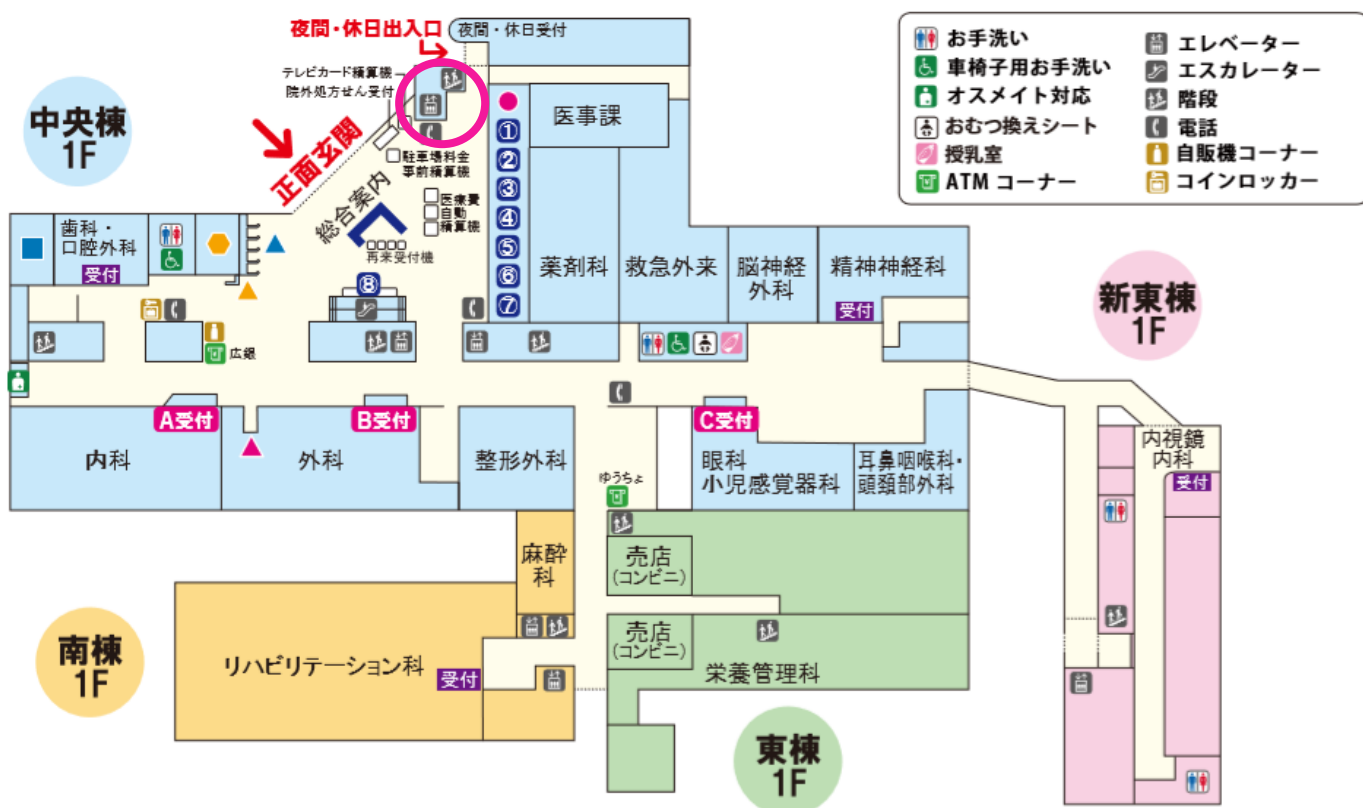 夜間・休日出入口
夜間・休日受付
テレビカード精算機
院外処方せん受付
中央棟
1F
正面玄関
駐車場料金
事前精算機
総合案内
医療費
自動
精算機
再来受付機
医事課
①
②
③
④
⑤
⑥
⑦
⑧
お手洗い
車椅子用お手洗い
オスメイト対応
おむつ換えシート
授乳室
ATM コーナー
エレベーター
エスカレーター
階段
電話
自販機コーナー
コインロッカー
歯科・
口腔外科
受付
薬剤科
救急外来
脳神経
外科
精神神経科
受付
新東棟
1F
広銀
A受付
B受付
C受付
内科
外科
整形外科
ゆうちょ
眼科
小児感覚器科
耳鼻咽喉科・
頭頸部外科
内視鏡
内科
受付
麻酔
科
売店
(コンビニ)
売店
(コンビニ)
南棟
1F
リハビリテーション科
受付
栄養管理科
東棟
1F